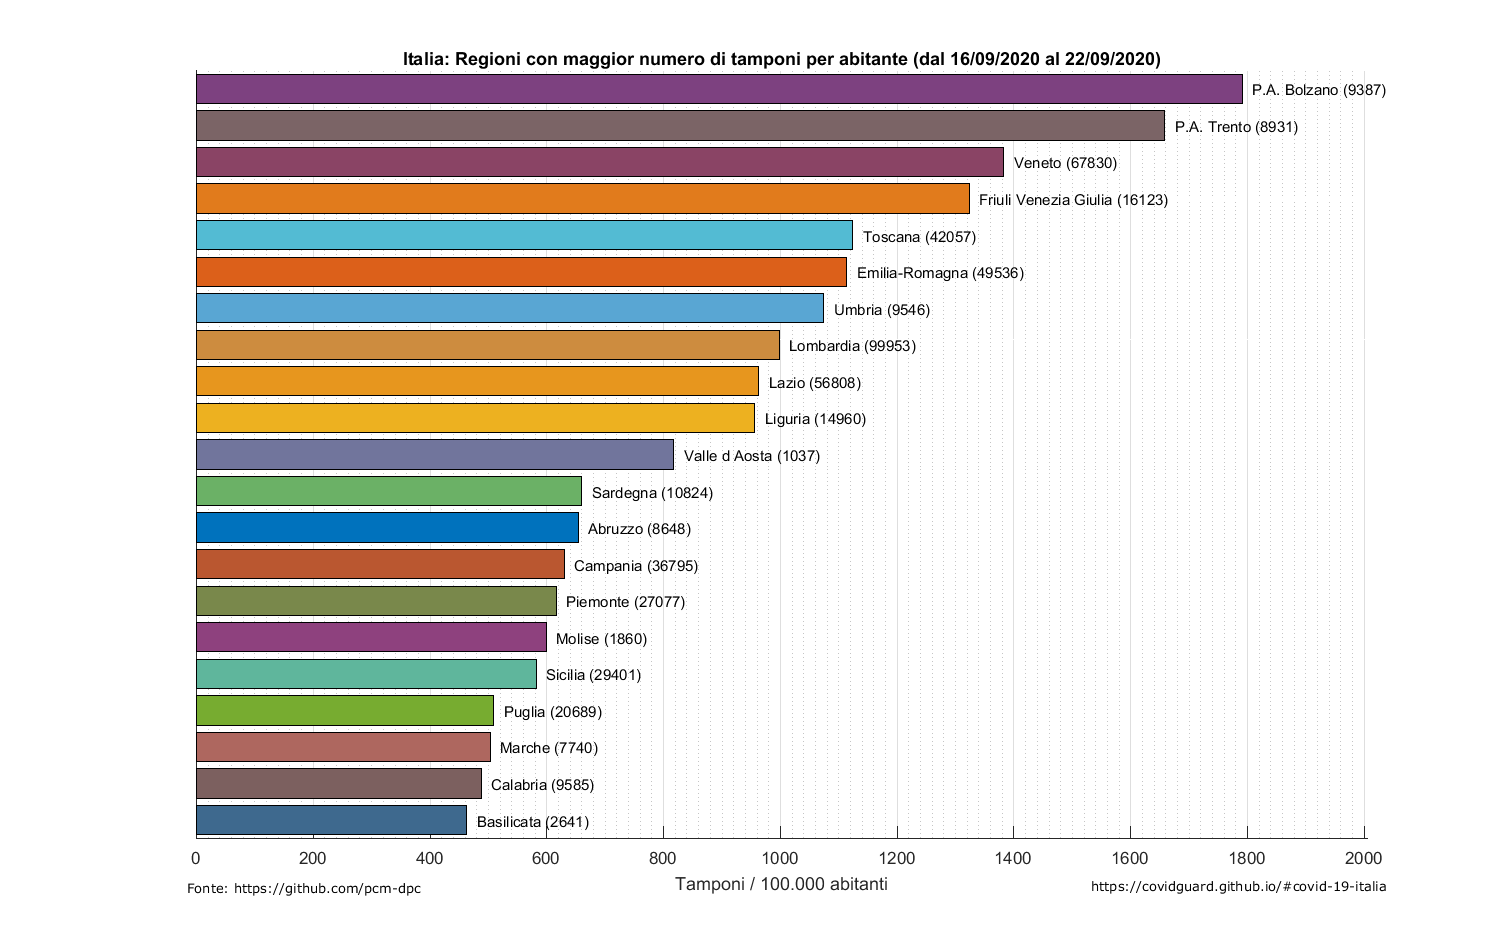 Italia: Regioni con maggior numero di tamponi per abitante (dal 16/09/2020 al 22/09/2020)
P.A. Bolzano (9387)
P.A. Trento (8931)
Veneto (67830)
Friuli Venezia Giulia (16123)
Toscana (42057)
Emilia-Romagna (49536)
Umbria (9546)
Lombardia (99953)
Lazio (56808)
Liguria (14960)
Valle d Aosta (1037)
Sardegna (10824)
Abruzzo (8648)
Campania (36795)
Piemonte (27077)
Molise (1860)
Sicilia (29401)
Puglia (20689)
Marche (7740)
Calabria (9585)
Basilicata (2641)
0 200 400 600 800 1000 1200 1400 1600 1800 2000
Tamponi / 100.000 abitanti
Fonte: https://github.com/pcm-dpc
https://covidguard.github.io/#covid-19-italia